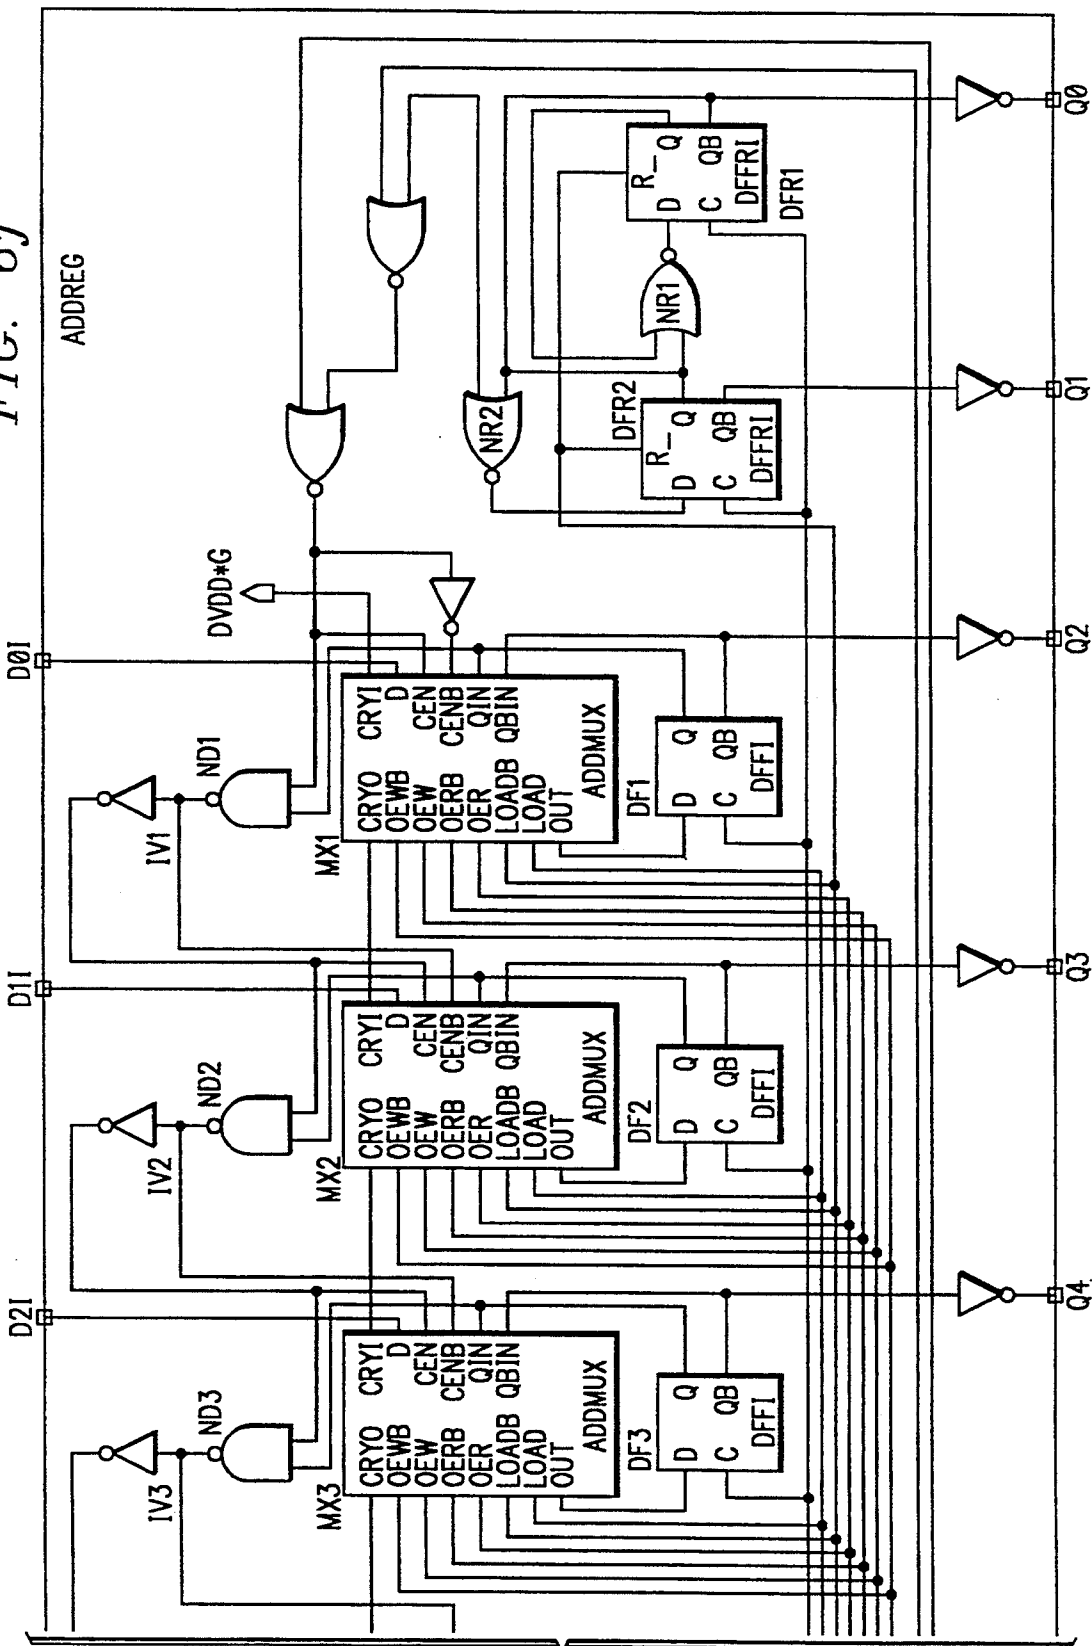 FIG.
ADDREG
D2I
D1I
D0I
IV3
IV2
IV1
ND3
ND2
ND1
DVDD*G
MX3
CRYO
OEWB
OEW
OERB
OER
LOADB
LOAD
OUT
CRYI
D
CEN
CENB
QIN
QBIN
ADDMUX
MX2
CRYO
OEWB
OEW
OERB
OER
LOADB
LOAD
OUT
CRYI
D
CEN
CENB
QIN
QBIN
ADDMUX
MX1
CRYO
OEWB
OEW
OERB
OER
LOADB
LOAD
OUT
CRYI
D
CEN
CENB
QIN
QBIN
ADDMUX
NR2
DF3
D Q
C QB
DFFI
DF2
D Q
C QB
DFFI
DF1
D Q
C QB
DFFI
DFR2
R_
D Q
C QB
DFFRI
NR1
R_
D Q
C QB
DFFRI
DFR1
Q4
Q3
Q2
Q1
Q0